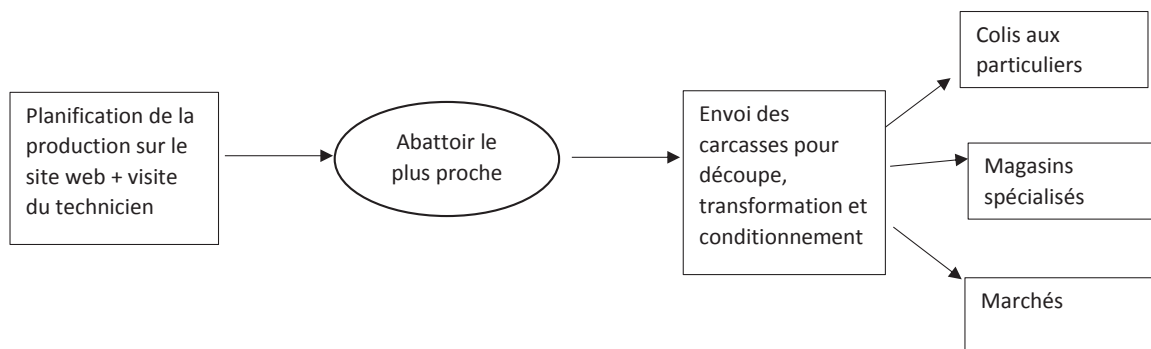 Planification de la
production sur le
site web + visite
du technicien
Abattoir le
plus proche
Envoi des
carcasses pour
découpe,
transformation et
conditionnement
Colis aux
particuliers
Magasins
spécialisés
Marchés